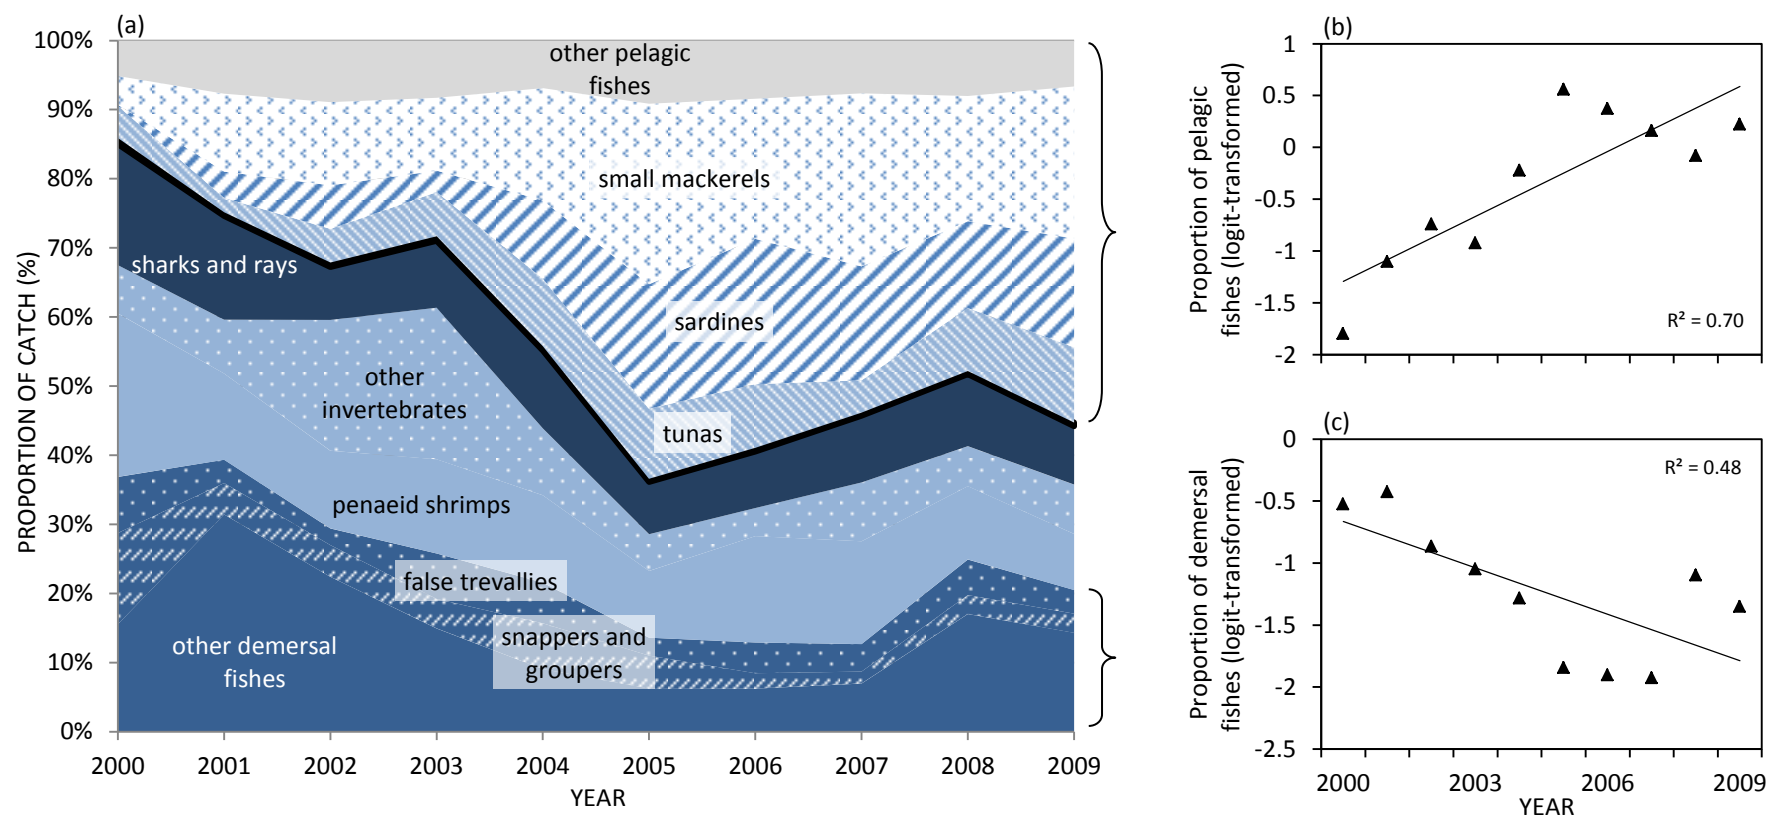 (a)
100%
90%
80%
70%
60%
50%
40%
30%
20%
10%
0%
PROPORTION OF CATCH (%)
other pelagic
fishes
small mackerels
sardines
tunas
sharks and rays
other
invertebrates
penaeid shrimps
false trevallies
snappers and
groupers
other demersal
fishes
2000 2001 2002 2003 2004 2005 2006 2007 2008 2009
YEAR
(b)
Proportion of pelagic
fishes (logit-transformed)
1
0.5
0
-0.5
-1
-1.5
-2
R² = 0.70
(c)
Proportion of demersal
fishes (logit-transformed)
0
-0.5
-1
-1.5
-2
-2.5
R² = 0.48
2000 2003 2006 2009
YEAR